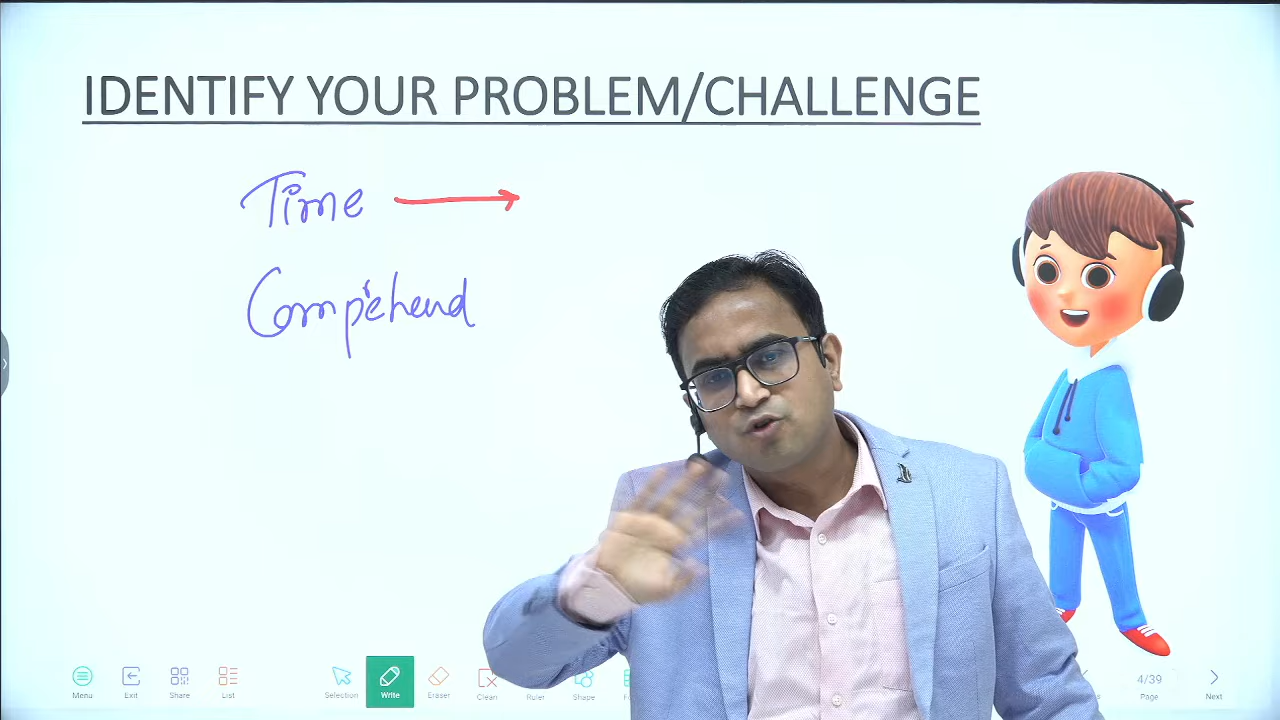 IDENTIFY YOUR PROBLEM/CHALLENGE
Time
Comprehend
Menu Exit Share List Selection Write Eraser Clean Ruler Shape Page Next
4/39